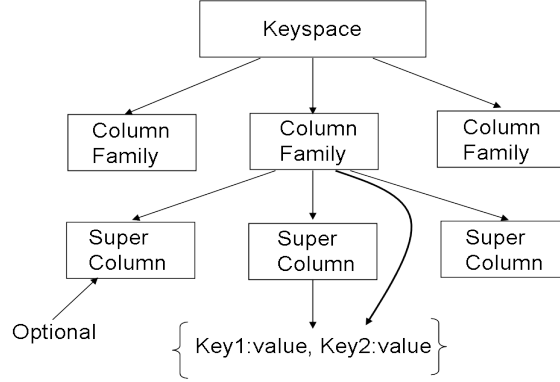 Keyspace
Column
Family
Column
Family
Column
Family
Super
Column
Super
Column
Super
Column
Optional
{ Key1:value, Key2:value }